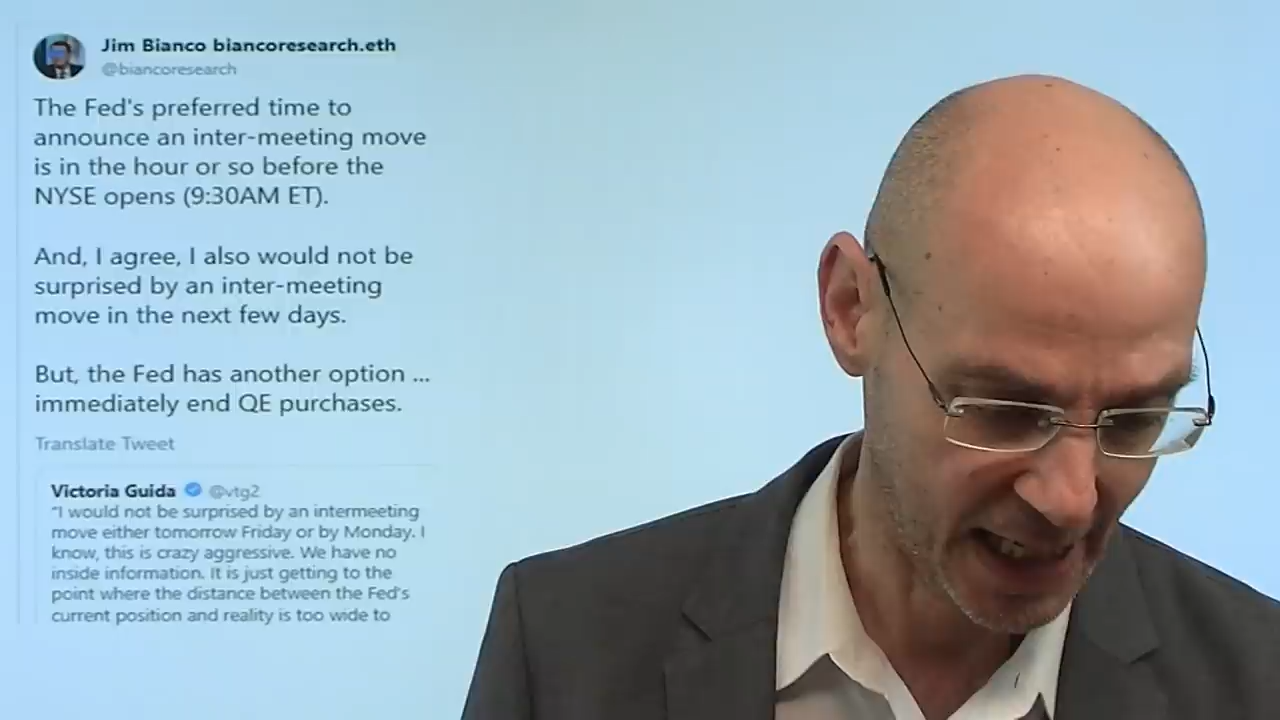 Jim Bianco biancoresearch.eth
@biancoresearch
The Fed's preferred time to
announce an inter-meeting move
is in the hour or so before the
NYSE opens (9:30AM ET).
And, I agree, I also would not be
surprised by an inter-meeting
move in the next few days.
But, the Fed has another option ...
immediately end QE purchases.
Translate Tweet
Victoria Guida @vtg2
"I would not be surprised by an intermeeting
move either tomorrow Friday or by Monday. I
know, this is crazy aggressive. We have no
inside information. It is just getting to the
point where the distance between the Fed's
current position and reality is too wide to